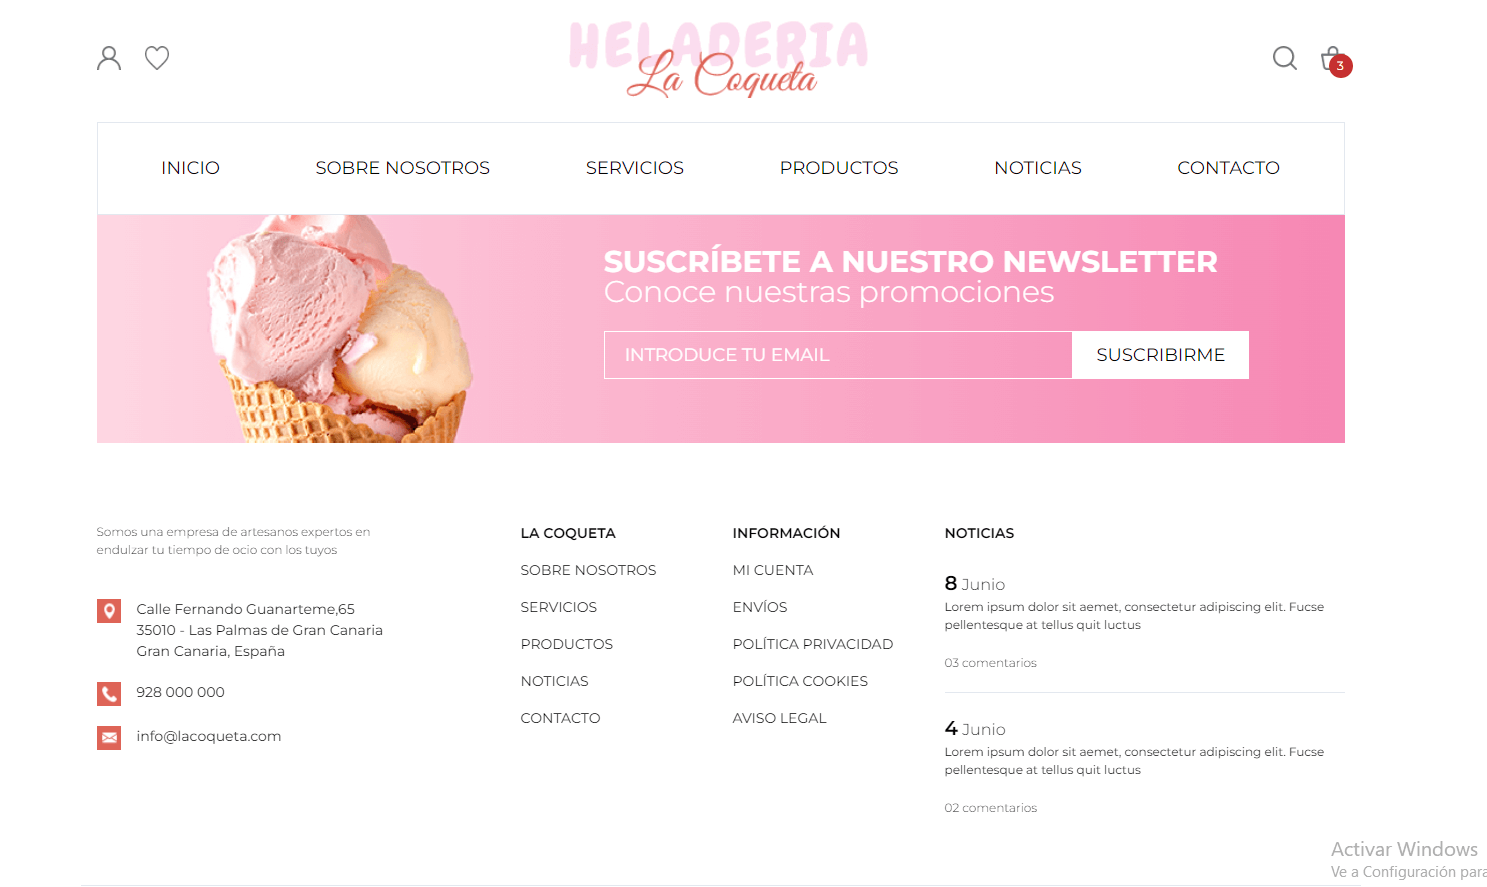 HELADERIA
La Coqueta
3
INICIO SOBRE NOSOTROS SERVICIOS PRODUCTOS NOTICIAS CONTACTO
SUSCRÍBETE A NUESTRO NEWSLETTER
Conoce nuestras promociones
INTRODUCE TU EMAIL SUSCRIBIRME
Somos una empresa de artesanos expertos en
endulzar tu tiempo de ocio con los tuyos
Calle Fernando Guanarteme,65
35010 - Las Palmas de Gran Canaria
Gran Canaria, España
928 000 000
info@lacoqueta.com
LA COQUETA
SOBRE NOSOTROS
SERVICIOS
PRODUCTOS
NOTICIAS
CONTACTO
INFORMACIÓN
MI CUENTA
ENVÍOS
POLÍTICA PRIVACIDAD
POLÍTICA COOKIES
AVISO LEGAL
NOTICIAS
8 Junio
Lorem ipsum dolor sit aemet, consectetur adipiscing elit. Fucse
pellentesque at tellus quit luctus
03 comentarios
4 Junio
Lorem ipsum dolor sit aemet, consectetur adipiscing elit. Fucse
pellentesque at tellus quit luctus
02 comentarios
Activar Windows
Ve a Configuración para